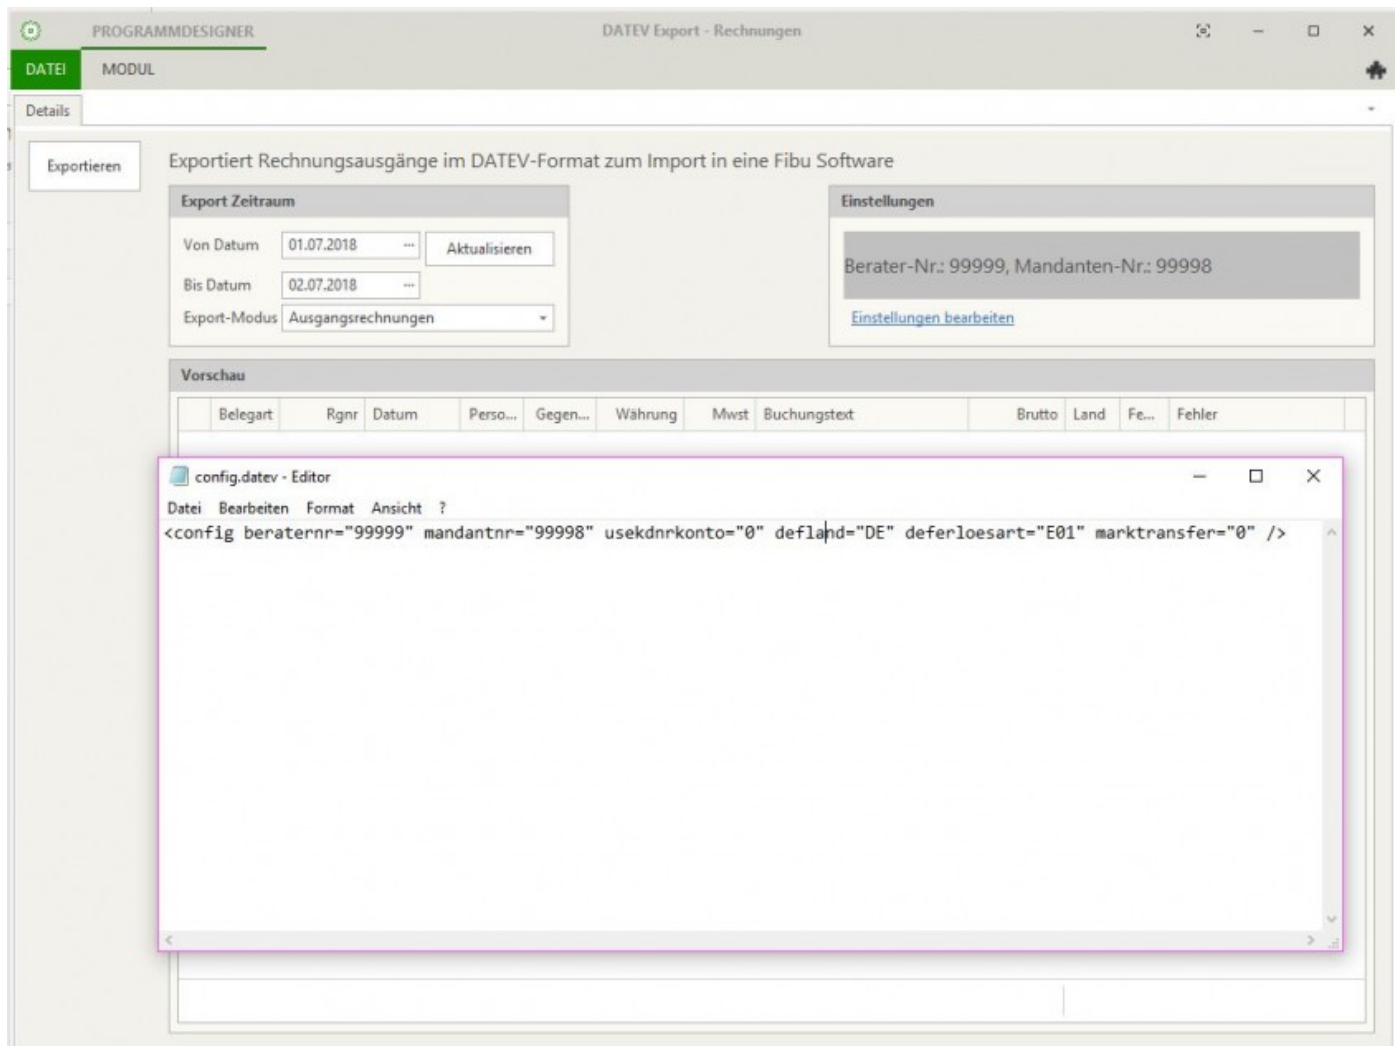 PROGRAMMDESIGNER
DATEV Export - Rechnungen
DATEI MODUL
Details
Exportieren
Exportiert Rechnungsausgänge im DATEV-Format zum Import in eine Fibu Software
Export Zeitraum
Von Datum 01.07.2018 ... Aktualisieren
Bis Datum 02.07.2018 ...
Export-Modus Ausgangsrechnungen
Einstellungen
Berater-Nr.: 99999, Mandanten-Nr.: 99998
Einstellungen bearbeiten
Vorschau
Belegart Rgnr Datum Perso... Gegen... Währung Mwst Buchungstext Brutto Land Fe... Fehler
config.datev - Editor
Datei Bearbeiten Format Ansicht ?
<config beraternr="99999" mandantnr="99998" usekdnrkonto="0" defland="DE" deferloesart="E01" marktransfer="0" />